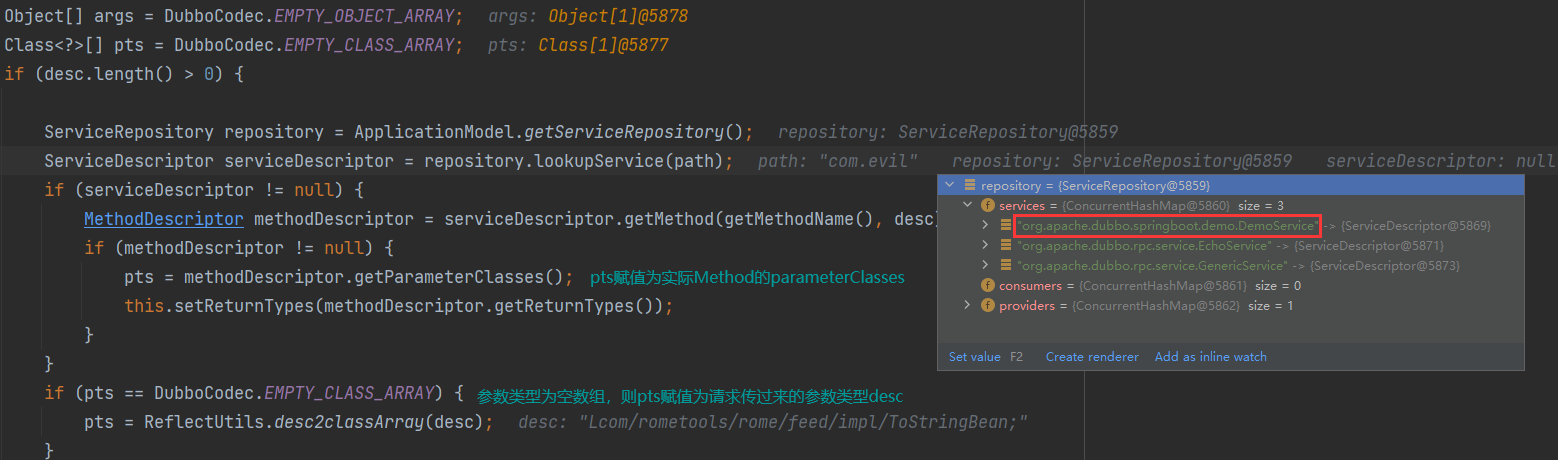 Object[] args = DubboCodec.EMPTY_OBJECT_ARRAY; args: Object[1]@5878
Class<?>[] pts = DubboCodec.EMPTY_CLASS_ARRAY; pts: Class[1]@5877
if (desc.length() > 0) {
ServiceRepository repository = ApplicationModel.getServiceRepository(); repository: ServiceRepository@5859
ServiceDescriptor serviceDescriptor = repository.lookupService(path); path: "com.evil" repository: ServiceRepository@5859 serviceDescriptor: null
if (serviceDescriptor != null) {
MethodDescriptor methodDescriptor = serviceDescriptor.getMethod(getMethodName(), desc)
if (methodDescriptor != null) {
pts = methodDescriptor.getParameterClasses(); pts赋值为实际Method的parameterClasses
this.setReturnTypes(methodDescriptor.getReturnTypes());
}
}
if (pts == DubboCodec.EMPTY_CLASS_ARRAY) { 参数类型为空数组，则pts赋值为请求传过来的参数类型desc
pts = ReflectUtils.desc2classArray(desc); desc: "Lcom/rometools/rome/feed/impl/ToStringBean;"
}
repository = {ServiceRepository@5859}
f services = {ConcurrentHashMap@5860} size = 3
"org.apache.dubbo.springboot.demo.DemoService" -> {ServiceDescriptor@5869}
"org.apache.dubbo.rpc.service.EchoService" -> {ServiceDescriptor@5871}
"org.apache.dubbo.rpc.service.GenericService" -> {ServiceDescriptor@5873}
f consumers = {ConcurrentHashMap@5861} size = 0
f providers = {ConcurrentHashMap@5862} size = 1
Set value F2 Create renderer Add as inline watch